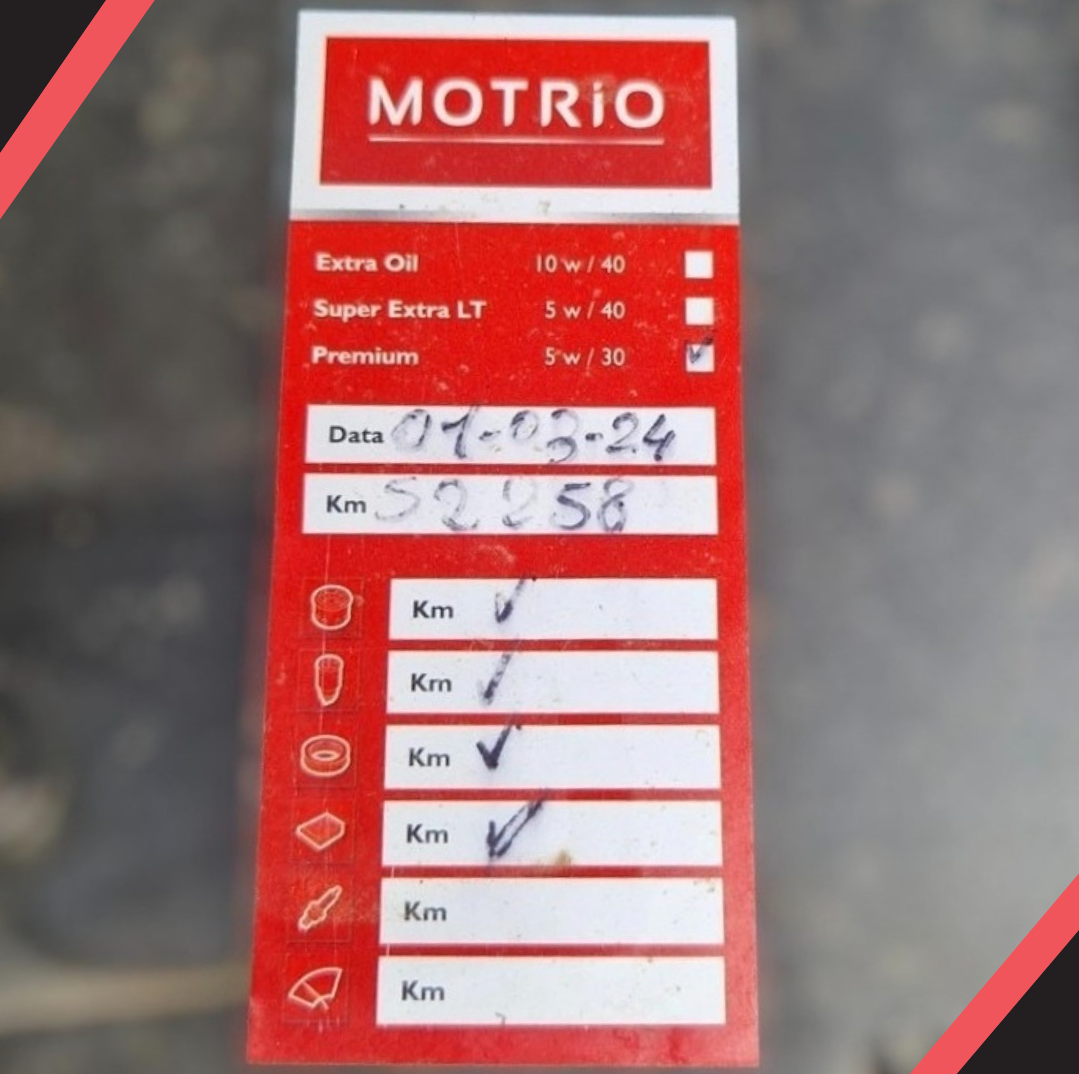 MOTRiO
Extra Oil 10 w / 40
Super Extra LT 5 w / 40
Premium 5 w / 30
Data 01-03-24
Km 52258
Km
Km
Km
Km
Km
Km